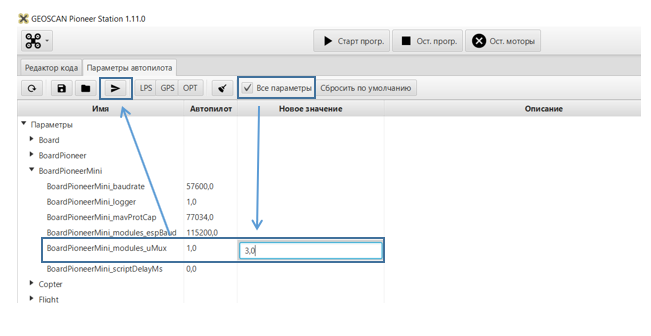 GEOSCAN Pioneer Station 1.11.0
Старт прогр. Ост. прогр. Ост. моторы
Редактор кода Параметры автопилота
LPS GPS OPT Все параметры Сбросить по умолчанию
Имя Автопилот Новое значение Описание
Параметры
Board
BoardPioneer
BoardPioneerMini
BoardPioneerMini_baudrate 57600,0
BoardPioneerMini_logger 1,0
BoardPioneerMini_mavProtCap 77034,0
BoardPioneerMini_modules_espBaud 115200,0
BoardPioneerMini_modules_uMux 1,0 3,0
BoardPioneerMini_scriptDelayMs 0,0
Copter
Flight